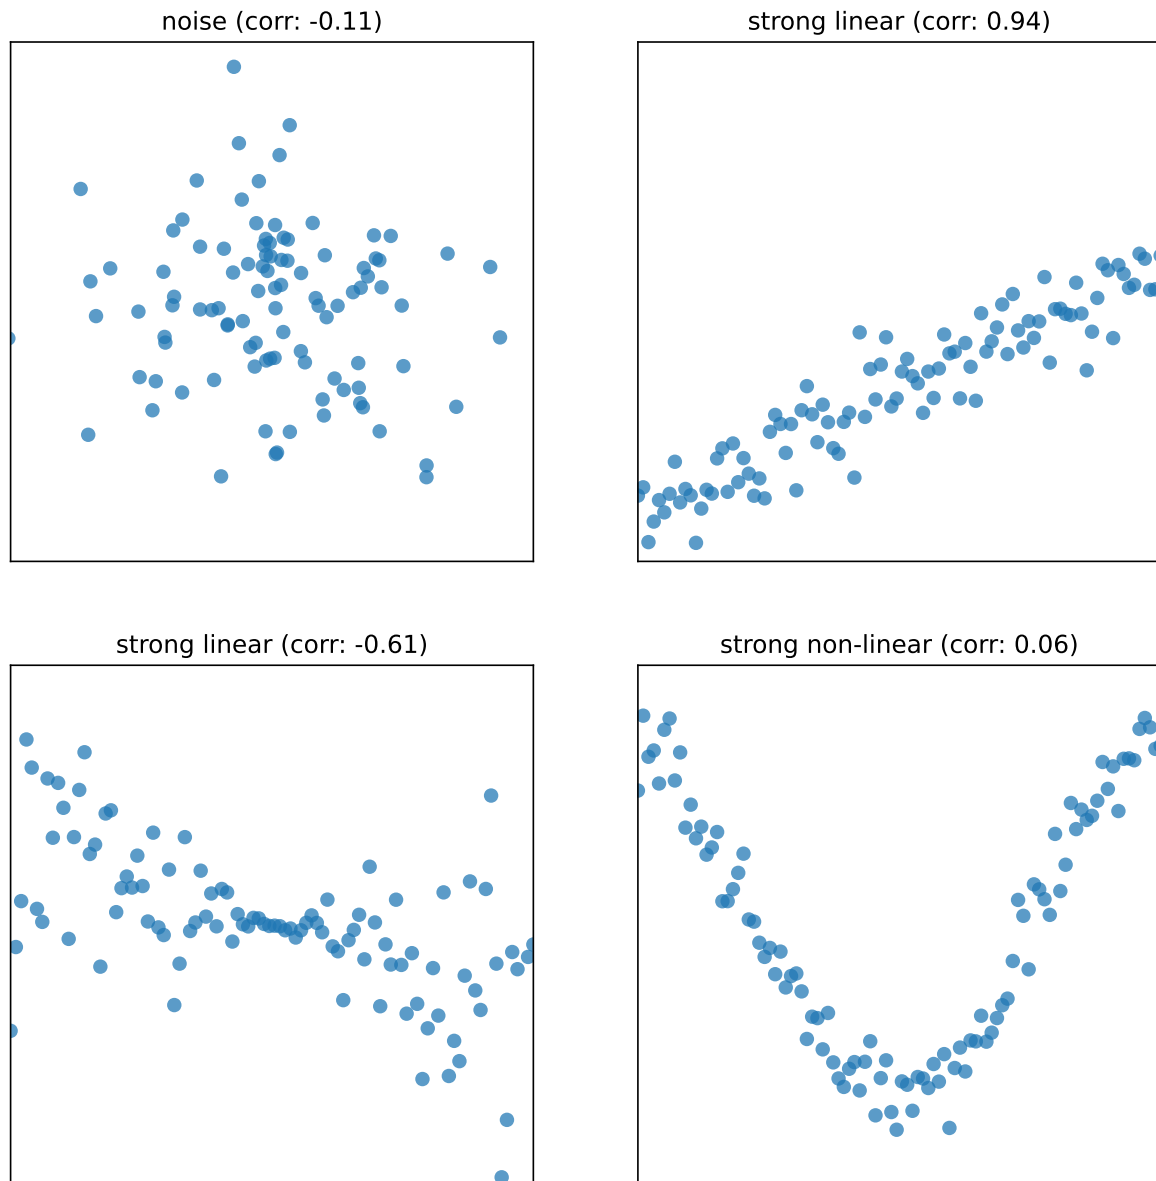 noise (corr: -0.11)
strong linear (corr: 0.94)
strong linear (corr: -0.61)
strong non-linear (corr: 0.06)